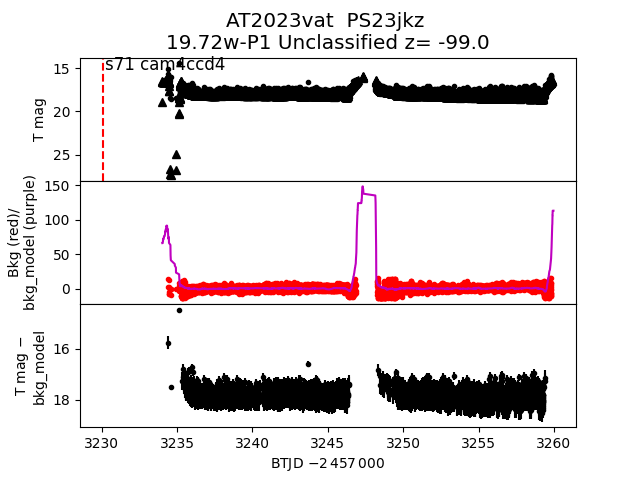 AT2023vat  PS23jkz
19.72w-P1 Unclassified z= -99.0
s71 cam4ccd4
T mag
15
20
25
Bkg (red)/
bkg_model (purple)
150
100
50
0
T mag −
bkg_model
16
18
3230
3235
3240
3245
3250
3255
3260
BTJD −2 457 000